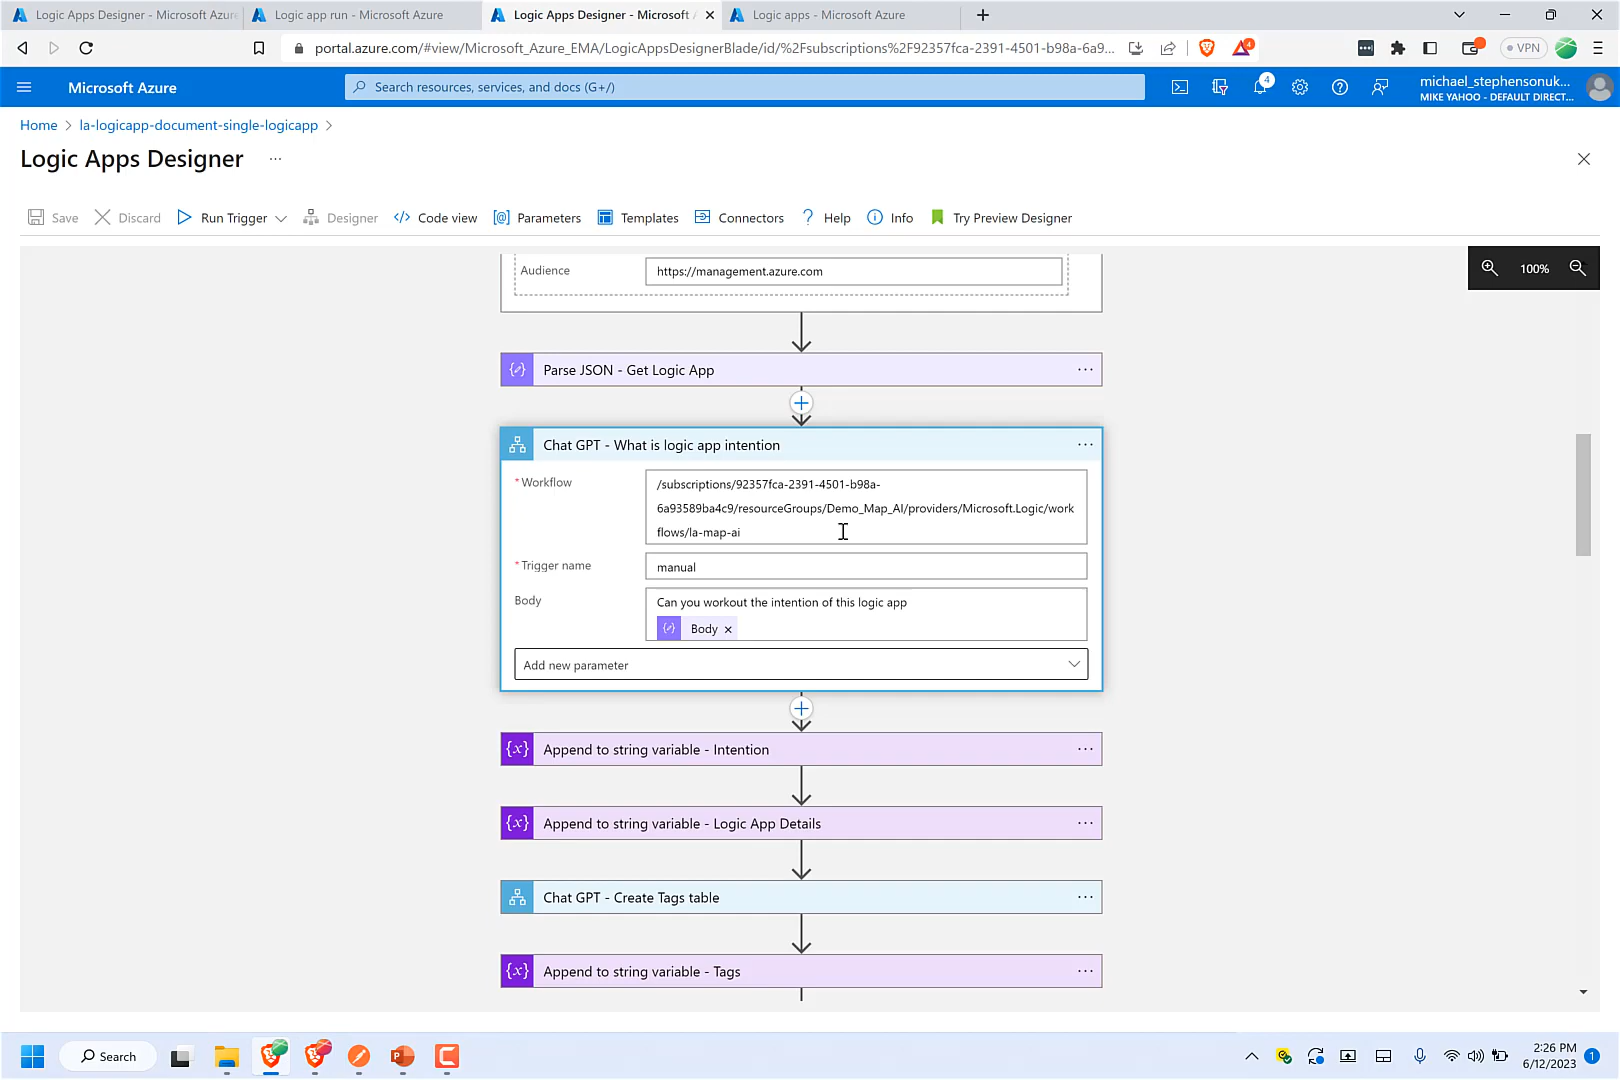 Logic Apps Designer - Microsoft Azure
Logic app run - Microsoft Azure
Logic Apps Designer - Microsoft
Logic apps - Microsoft Azure
portal.azure.com/#view/Microsoft_Azure_EMA/LogicAppsDesignerBlade/id/%2Fsubscriptions%2F92357fca-2391-4501-b98a-6a9...
4
VPN
Microsoft Azure
Search resources, services, and docs (G+/)
4
michael_stephensonuk...
MIKE YAHOO - DEFAULT DIRECT...
Home > la-logicapp-document-single-logicapp >
Logic Apps Designer ...
Save Discard Run Trigger Designer Code view Parameters Templates Connectors Help Info Try Preview Designer
100%
Audience
https://management.azure.com
Parse JSON - Get Logic App
Chat GPT - What is logic app intention
* Workflow
/subscriptions/92357fca-2391-4501-b98a-
6a93589ba4c9/resourceGroups/Demo_Map_AI/providers/Microsoft.Logic/work
flows/la-map-ai
* Trigger name
manual
Body
Can you workout the intention of this logic app
Body ×
Add new parameter
{x} Append to string variable - Intention
{x} Append to string variable - Logic App Details
Chat GPT - Create Tags table
{x} Append to string variable - Tags
Search
2:26 PM
6/12/2023
1